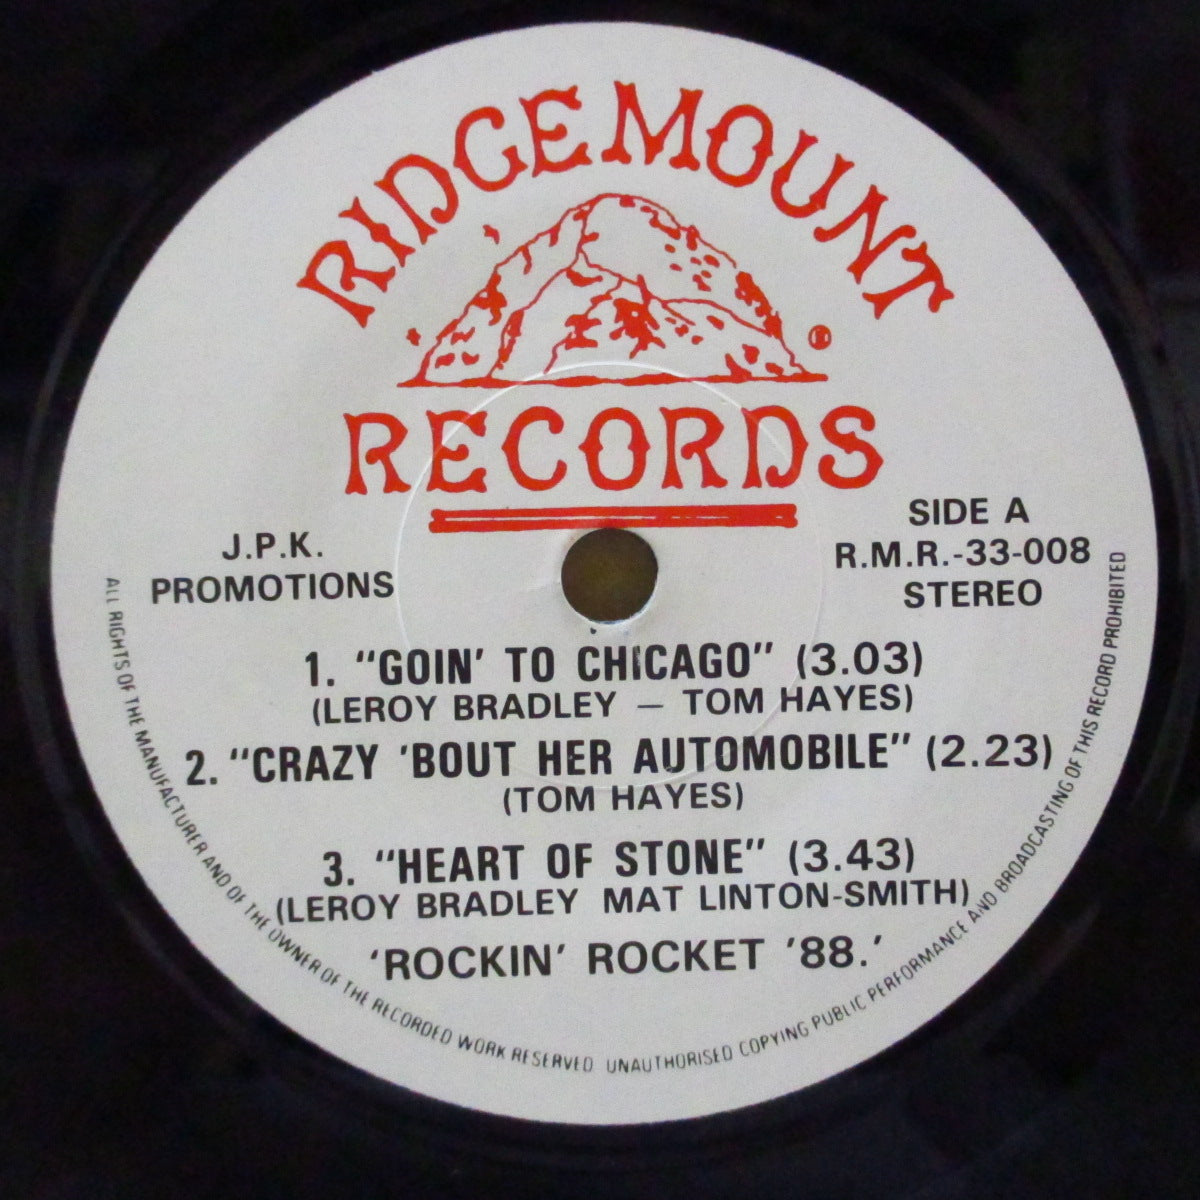 RIDGEMOUNT
®
RECORDS
J.P.K.
PROMOTIONS
SIDE A
R.M.R.-33-008
STEREO
1. "GOIN' TO CHICAGO" (3.03)
(LEROY BRADLEY — TOM HAYES)
2. "CRAZY 'BOUT HER AUTOMOBILE" (2.23)
(TOM HAYES)
3. "HEART OF STONE" (3.43)
(LEROY BRADLEY MAT LINTON-SMITH)
'ROCKIN' ROCKET '88.'
ALL RIGHTS OF THE MANUFACTURER AND OF THE OWNER OF THE RECORDED WORK RESERVED UNAUTHORISED COPYING PUBLIC PERFORMANCE AND BROADCASTING OF THIS RECORD PROHIBITED